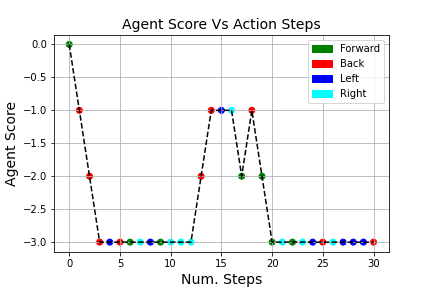 Agent Score Vs Action Steps
0.0
−0.5
−1.0
−1.5
−2.0
−2.5
−3.0
Agent Score
Forward
Back
Left
Right
0 5 10 15 20 25 30
Num. Steps